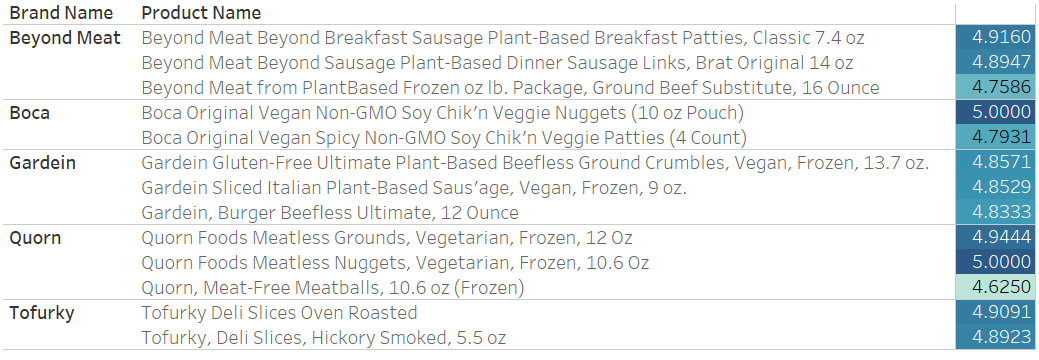 Brand Name Product Name
Beyond Meat Beyond Meat Beyond Breakfast Sausage Plant-Based Breakfast Patties, Classic 7.4 oz 4.9160
Beyond Meat Beyond Sausage Plant-Based Dinner Sausage Links, Brat Original 14 oz 4.8947
Beyond Meat from PlantBased Frozen oz lb. Package, Ground Beef Substitute, 16 Ounce 4.7586
Boca Boca Original Vegan Non-GMO Soy Chik'n Veggie Nuggets (10 oz Pouch) 5.0000
Boca Original Vegan Spicy Non-GMO Soy Chik'n Veggie Patties (4 Count) 4.7931
Gardein Gardein Gluten-Free Ultimate Plant-Based Beefless Ground Crumbles, Vegan, Frozen, 13.7 oz. 4.8571
Gardein Sliced Italian Plant-Based Saus'age, Vegan, Frozen, 9 oz. 4.8529
Gardein, Burger Beefless Ultimate, 12 Ounce 4.8333
Quorn Quorn Foods Meatless Grounds, Vegetarian, Frozen, 12 Oz 4.9444
Quorn Foods Meatless Nuggets, Vegetarian, Frozen, 10.6 Oz 5.0000
Quorn, Meat-Free Meatballs, 10.6 oz (Frozen) 4.6250
Tofurky Tofurky Deli Slices Oven Roasted 4.9091
Tofurky, Deli Slices, Hickory Smoked, 5.5 oz 4.8923